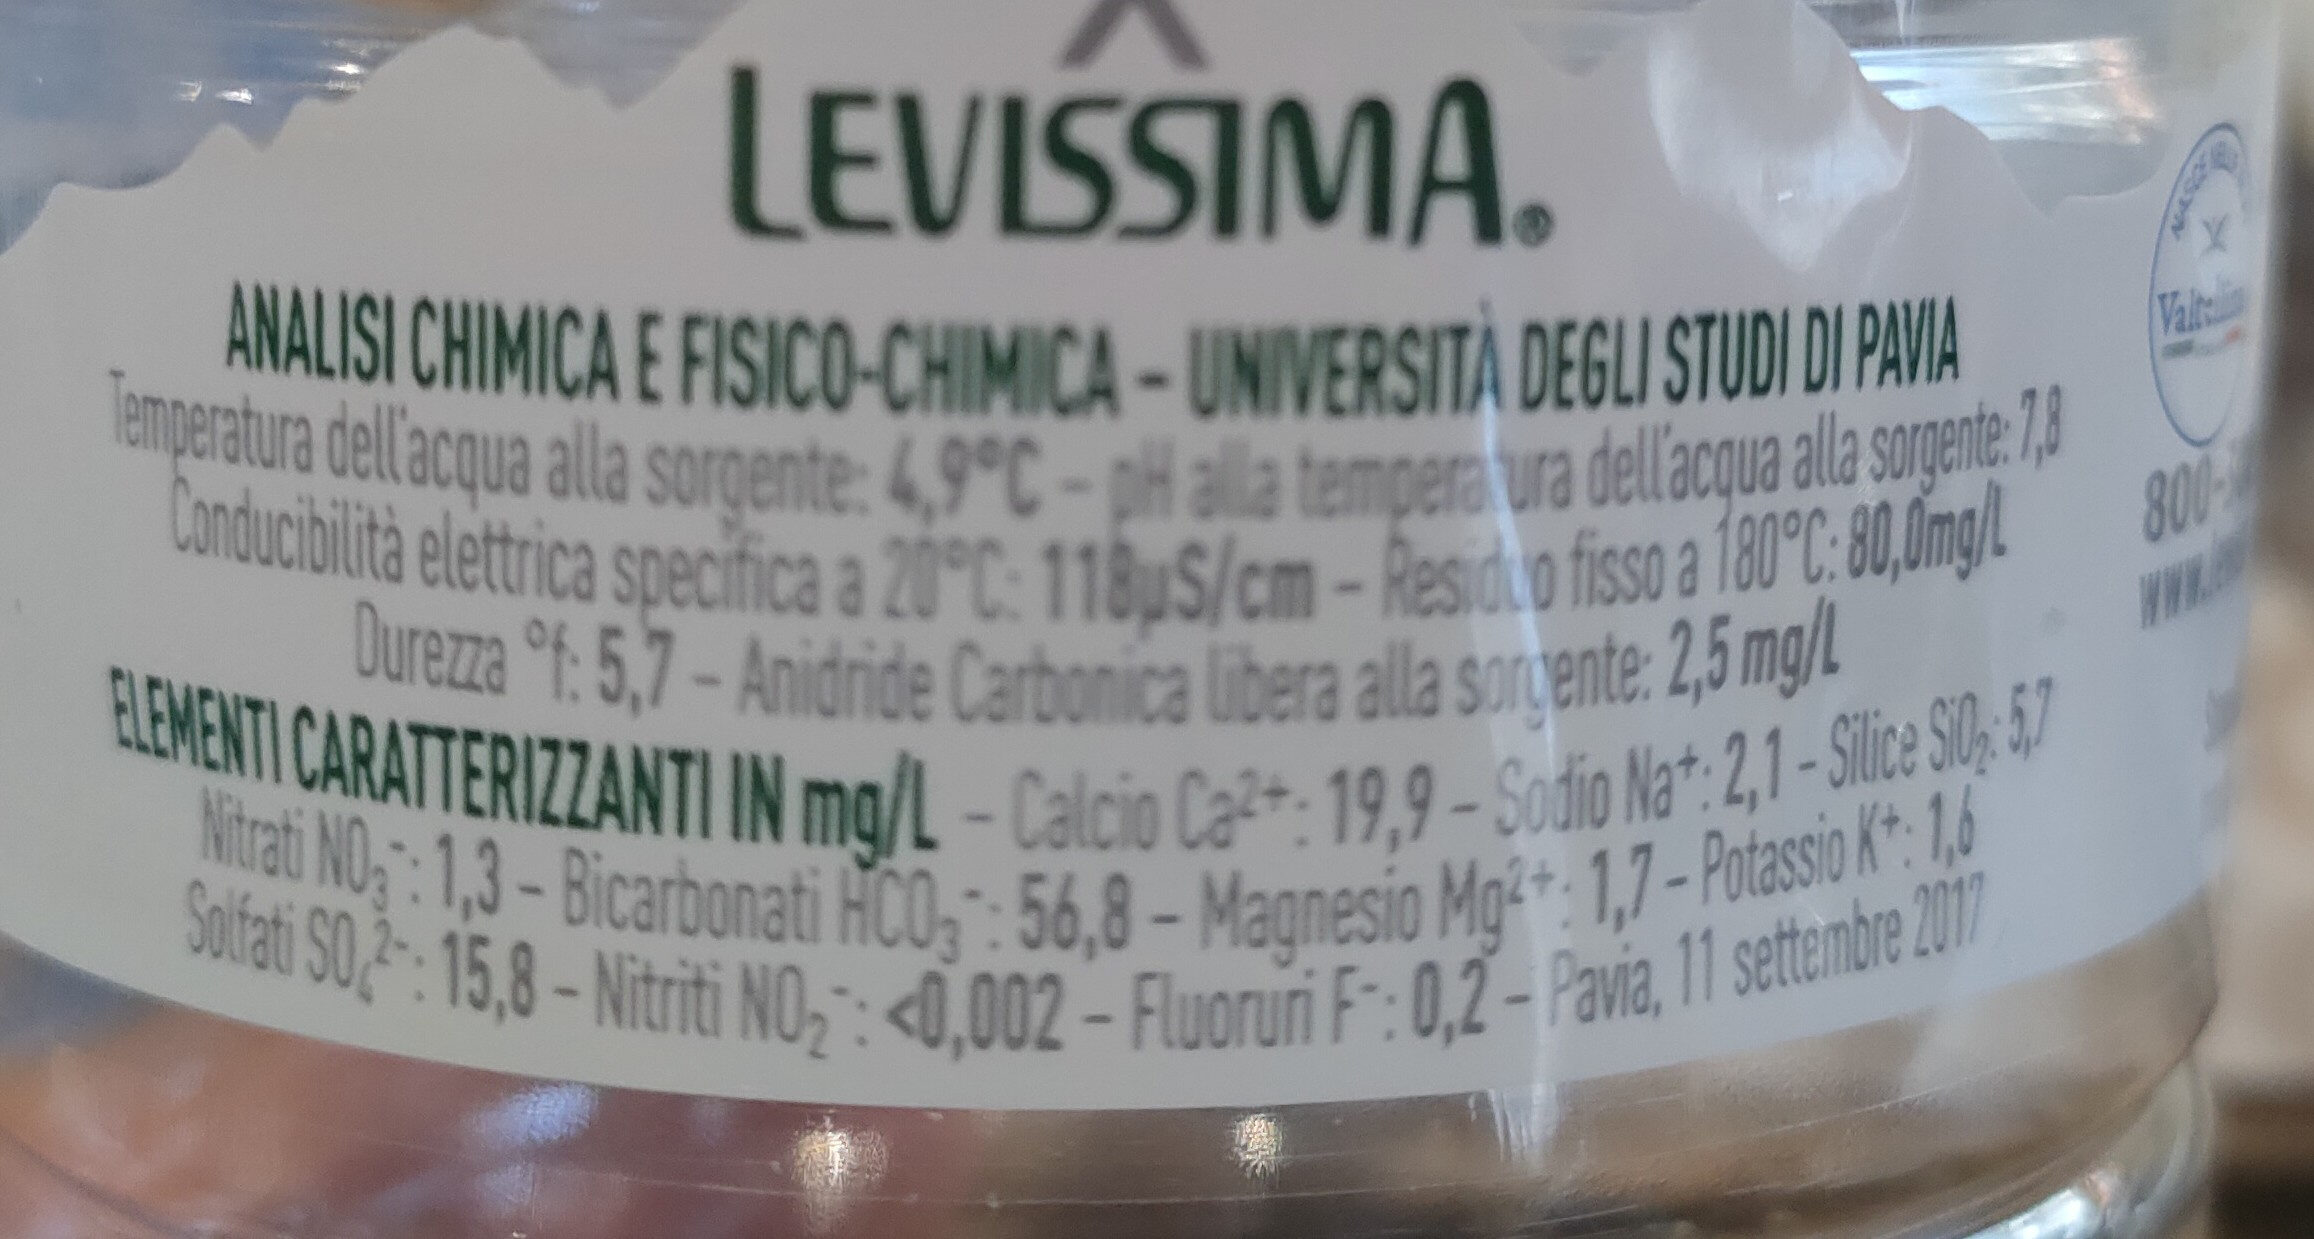 LEVISSIMA®
ANALISI CHIMICA E FISICO-CHIMICA – UNIVERSITÀ DEGLI STUDI DI PAVIA
Temperatura dell'acqua alla sorgente: 4,9°C – pH alla temperatura dell'acqua alla sorgente: 7,8
Conducibilità elettrica specifica a 20°C: 118µS/cm – Residuo fisso a 180°C: 80,0mg/L
Durezza °f: 5,7 – Anidride Carbonica libera alla sorgente: 2,5 mg/L
ELEMENTI CARATTERIZZANTI IN mg/L – Calcio Ca²⁺: 19,9 – Sodio Na⁺: 2,1 – Silice SiO₂: 5,7
Nitrati NO₃⁻: 1,3 – Bicarbonati HCO₃⁻: 56,8 – Magnesio Mg²⁺: 1,7 – Potassio K⁺: 1,6
Solfati SO₄²⁻: 15,8 – Nitriti NO₂⁻: <0,002 – Fluoruri F⁻: 0,2 – Pavia, 11 settembre 2017
NASCE
Valtellina
800-
www.